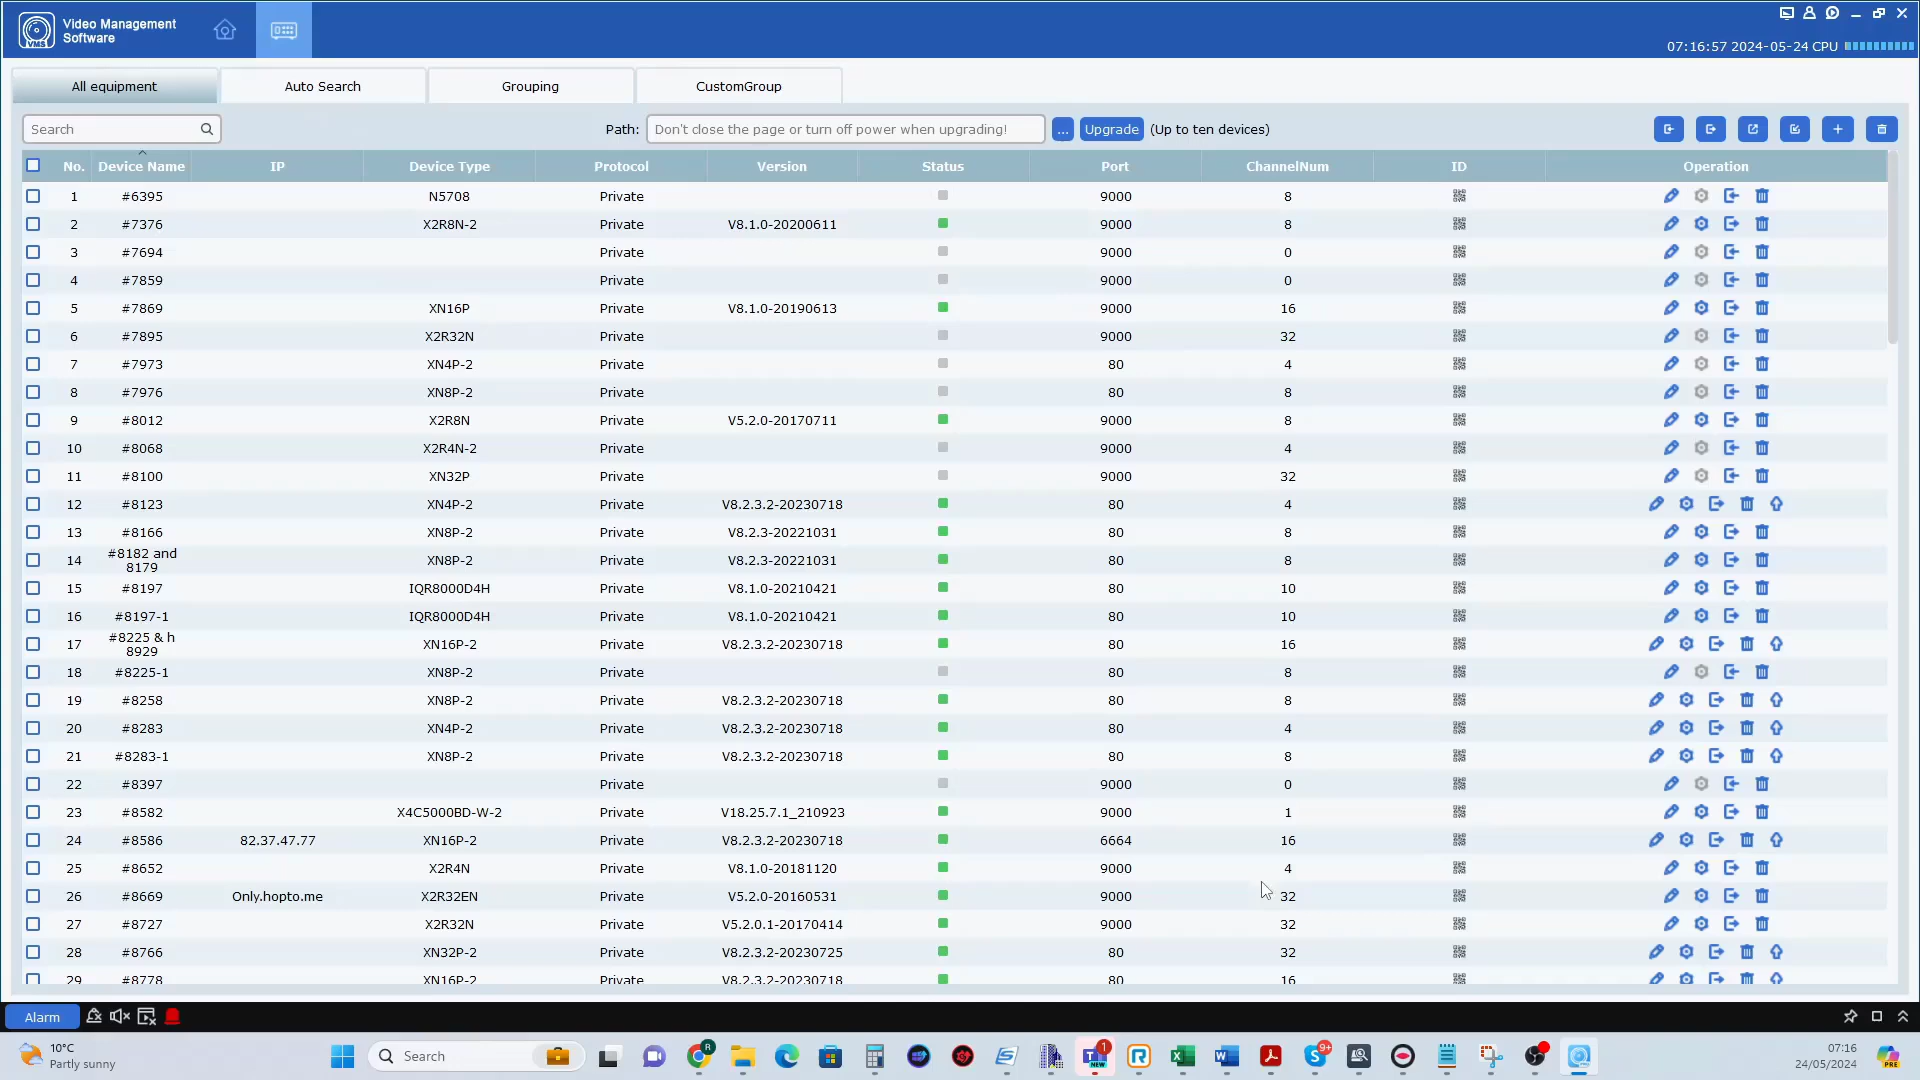 Video Management
Software
VMS
07:16:57 2024-05-24 CPU
All equipment Auto Search Grouping CustomGroup
Search Path: Don't close the page or turn off power when upgrading! ... Upgrade (Up to ten devices)
No. Device Name IP Device Type Protocol Version Status Port ChannelNum ID Operation
1 #6395 N5708 Private 9000 8
2 #7376 X2R8N-2 Private V8.1.0-20200611 9000 8
3 #7694 Private 9000 0
4 #7859 Private 9000 0
5 #7869 XN16P Private V8.1.0-20190613 9000 16
6 #7895 X2R32N Private 9000 32
7 #7973 XN4P-2 Private 80 4
8 #7976 XN8P-2 Private 80 8
9 #8012 X2R8N Private V5.2.0-20170711 9000 8
10 #8068 X2R4N-2 Private 9000 4
11 #8100 XN32P Private 9000 32
12 #8123 XN4P-2 Private V8.2.3.2-20230718 80 4
13 #8166 XN8P-2 Private V8.2.3-20221031 80 8
14 #8182 and 8179 XN8P-2 Private V8.2.3-20221031 80 8
15 #8197 IQR8000D4H Private V8.1.0-20210421 80 10
16 #8197-1 IQR8000D4H Private V8.1.0-20210421 80 10
17 #8225 & h 8929 XN16P-2 Private V8.2.3.2-20230718 80 16
18 #8225-1 XN8P-2 Private 80 8
19 #8258 XN8P-2 Private V8.2.3.2-20230718 80 8
20 #8283 XN4P-2 Private V8.2.3.2-20230718 80 4
21 #8283-1 XN8P-2 Private V8.2.3.2-20230718 80 8
22 #8397 Private 9000 0
23 #8582 X4C5000BD-W-2 Private V18.25.7.1_210923 9000 1
24 #8586 82.37.47.77 XN16P-2 Private V8.2.3.2-20230718 6664 16
25 #8652 X2R4N Private V8.1.0-20181120 9000 4
26 #8669 Only.hopto.me X2R32EN Private V5.2.0-20160531 9000 32
27 #8727 X2R32N Private V5.2.0.1-20170414 9000 32
28 #8766 XN32P-2 Private V8.2.3.2-20230725 80 32
29 #8778 XN16P-2 Private V8.2.3.2-20230718 80 16
Alarm
10°C
Partly sunny
Search
R
T
1
NEW
R
X
W
S
9+
07:16
24/05/2024
PRE